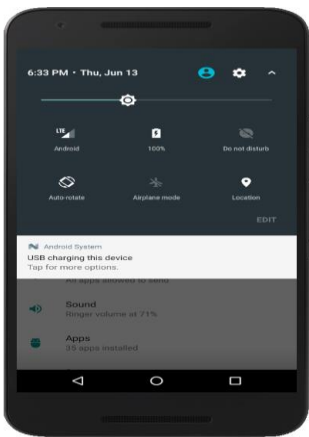 6:33 PM • Thu, Jun 13
LTE
Android
100%
Do not disturb
Auto-rotate
Airplane mode
Location
EDIT
Android System
USB charging this device
Tap for more options.
All apps allowed to send
Sound
Ringer volume at 71%
Apps
35 apps installed